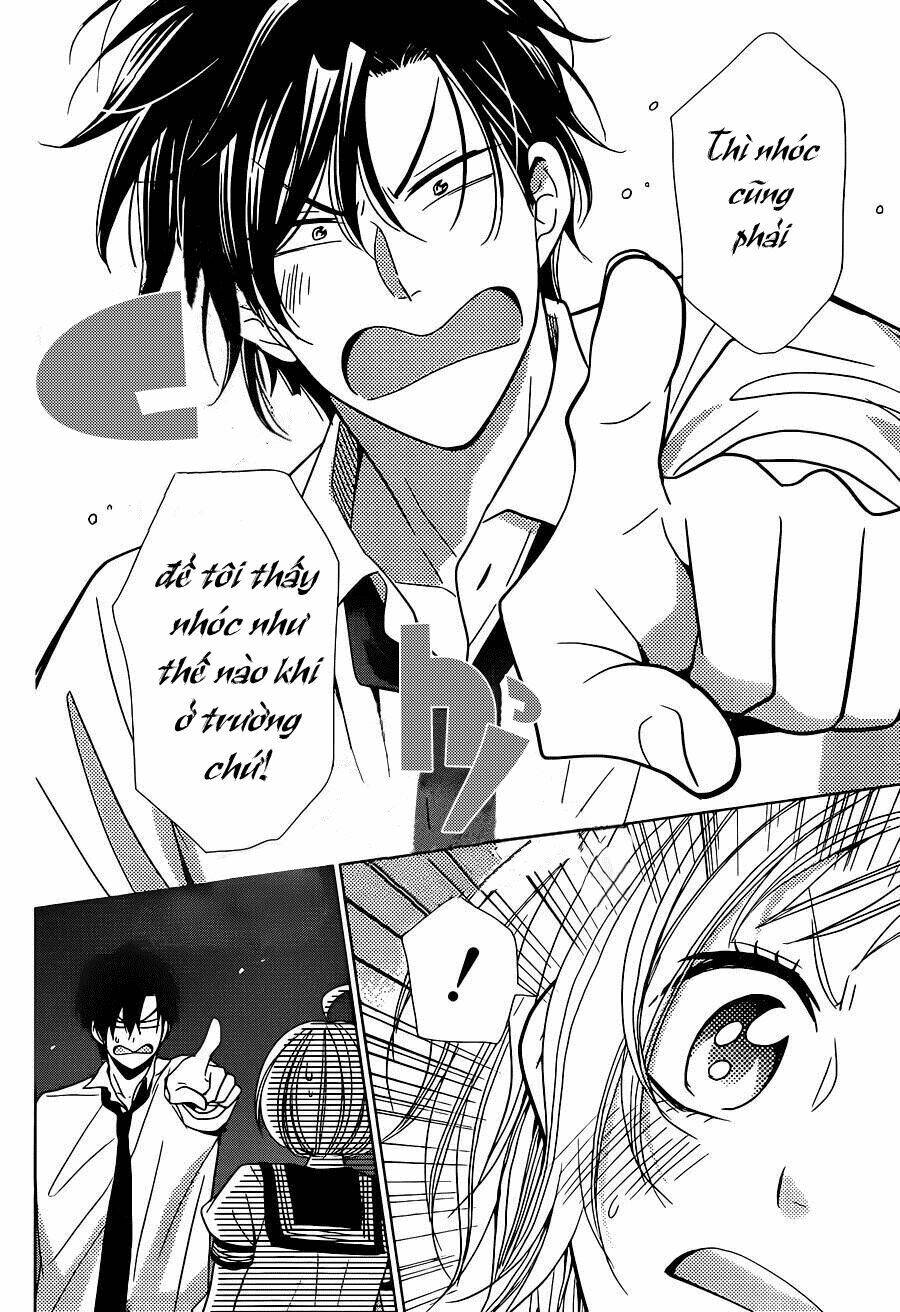 Thì nhóc
cũng
phải
để tôi thấy
nhóc như
thế nào khi
ở trường
chứ!
!